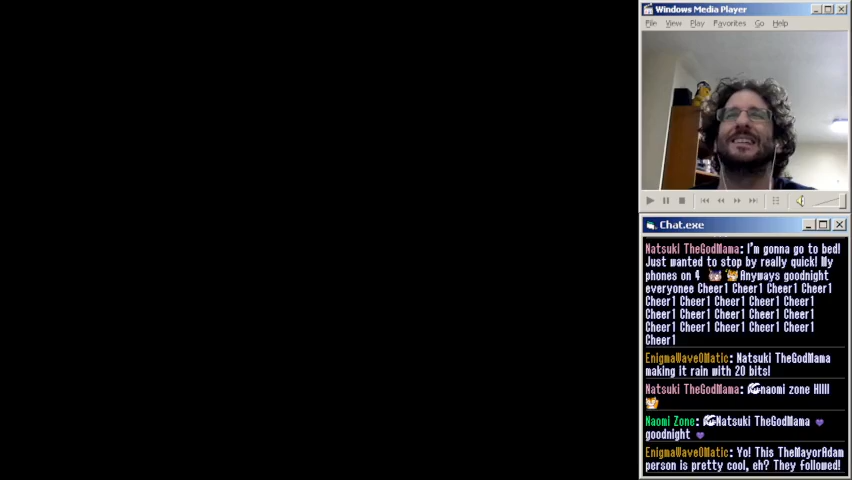 Windows Media Player
File View Play Favorites Go Help
Chat.exe
Natsuki TheGodMama: I'm gonna go to bed!
Just wanted to stop by really quick! My
phones on 4 Anyways goodnight
everyonee Cheer1 Cheer1 Cheer1 Cheer1
Cheer1 Cheer1 Cheer1 Cheer1 Cheer1
Cheer1 Cheer1 Cheer1 Cheer1 Cheer1
Cheer1 Cheer1 Cheer1 Cheer1 Cheer1
Cheer1
EnigmaWaveOMatic: Natsuki TheGodMama
making it rain with 20 bits!
Natsuki TheGodMama: naomi zone HIIII
Naomi Zone: Natsuki TheGodMama
goodnight
EnigmaWaveOMatic: Yo! This TheMayorAdam
person is pretty cool, eh? They followed!